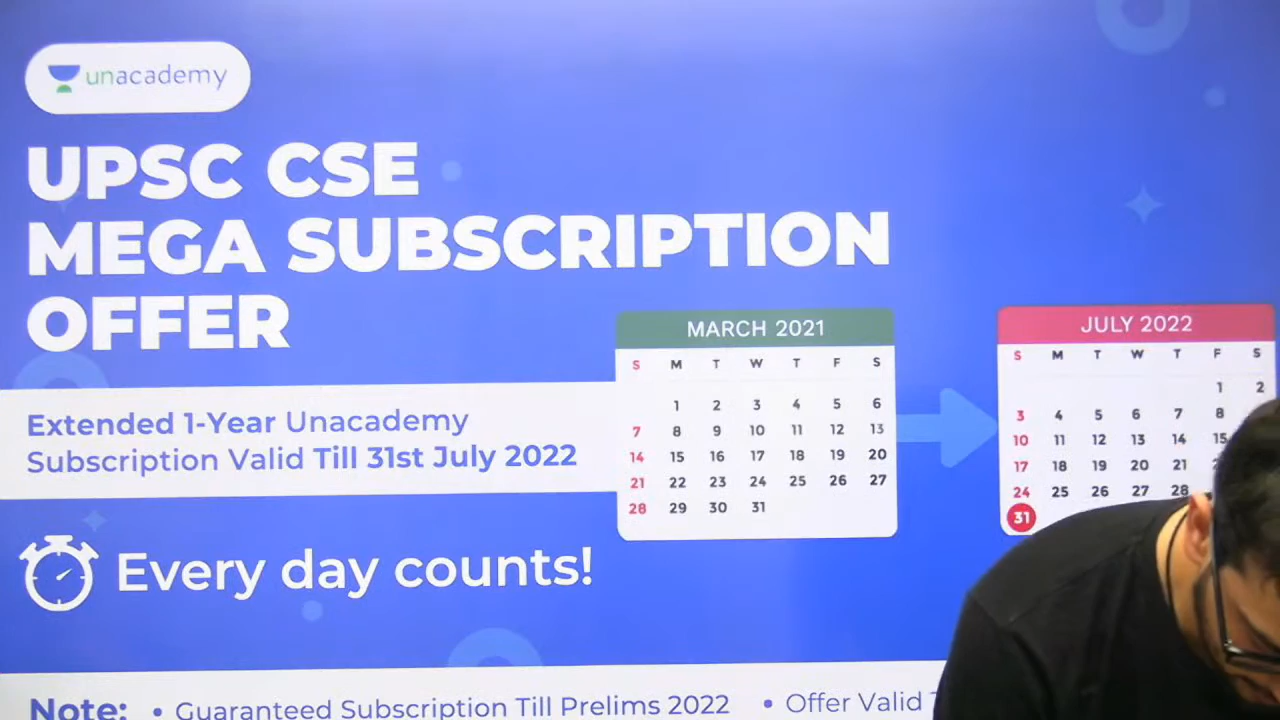 unacademy
UPSC CSE
MEGA SUBSCRIPTION
OFFER
Extended 1-Year Unacademy
Subscription Valid Till 31st July 2022
MARCH 2021
S M T W T F S
1 2 3 4 5 6
7 8 9 10 11 12 13
14 15 16 17 18 19 20
21 22 23 24 25 26 27
28 29 30 31
JULY 2022
S M T W T F S
1 2
3 4 5 6 7 8
10 11 12 13 14 15
17 18 19 20 21
24 25 26 27 28
31
Every day counts!
Note: • Guaranteed Subscription Till Prelims 2022 • Offer Valid